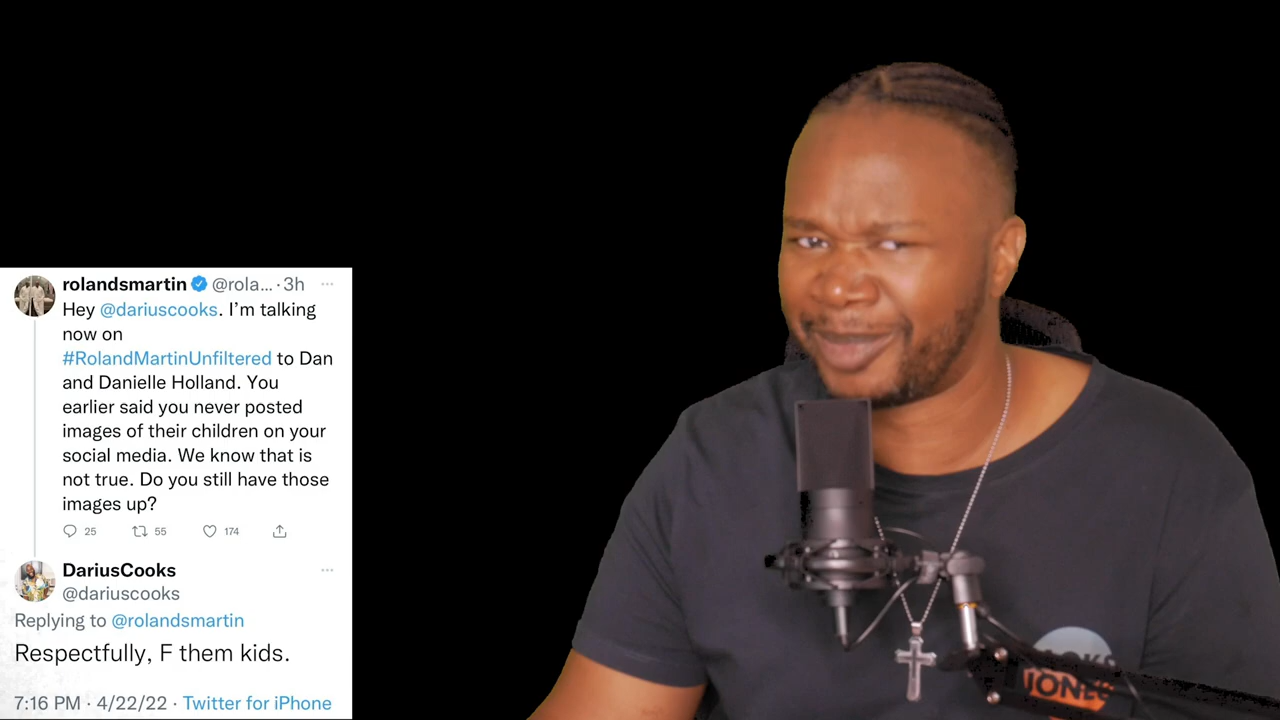 rolandsmartin @rola... · 3h ...
Hey @dariuscooks. I'm talking
now on
#RolandMartinUnfiltered to Dan
and Danielle Holland. You
earlier said you never posted
images of their children on your
social media. We know that is
not true. Do you still have those
images up?
25 55 174
DariusCooks ...
@dariuscooks
Replying to @rolandsmartin
Respectfully, F them kids.
7:16 PM · 4/22/22 · Twitter for iPhone
JONES